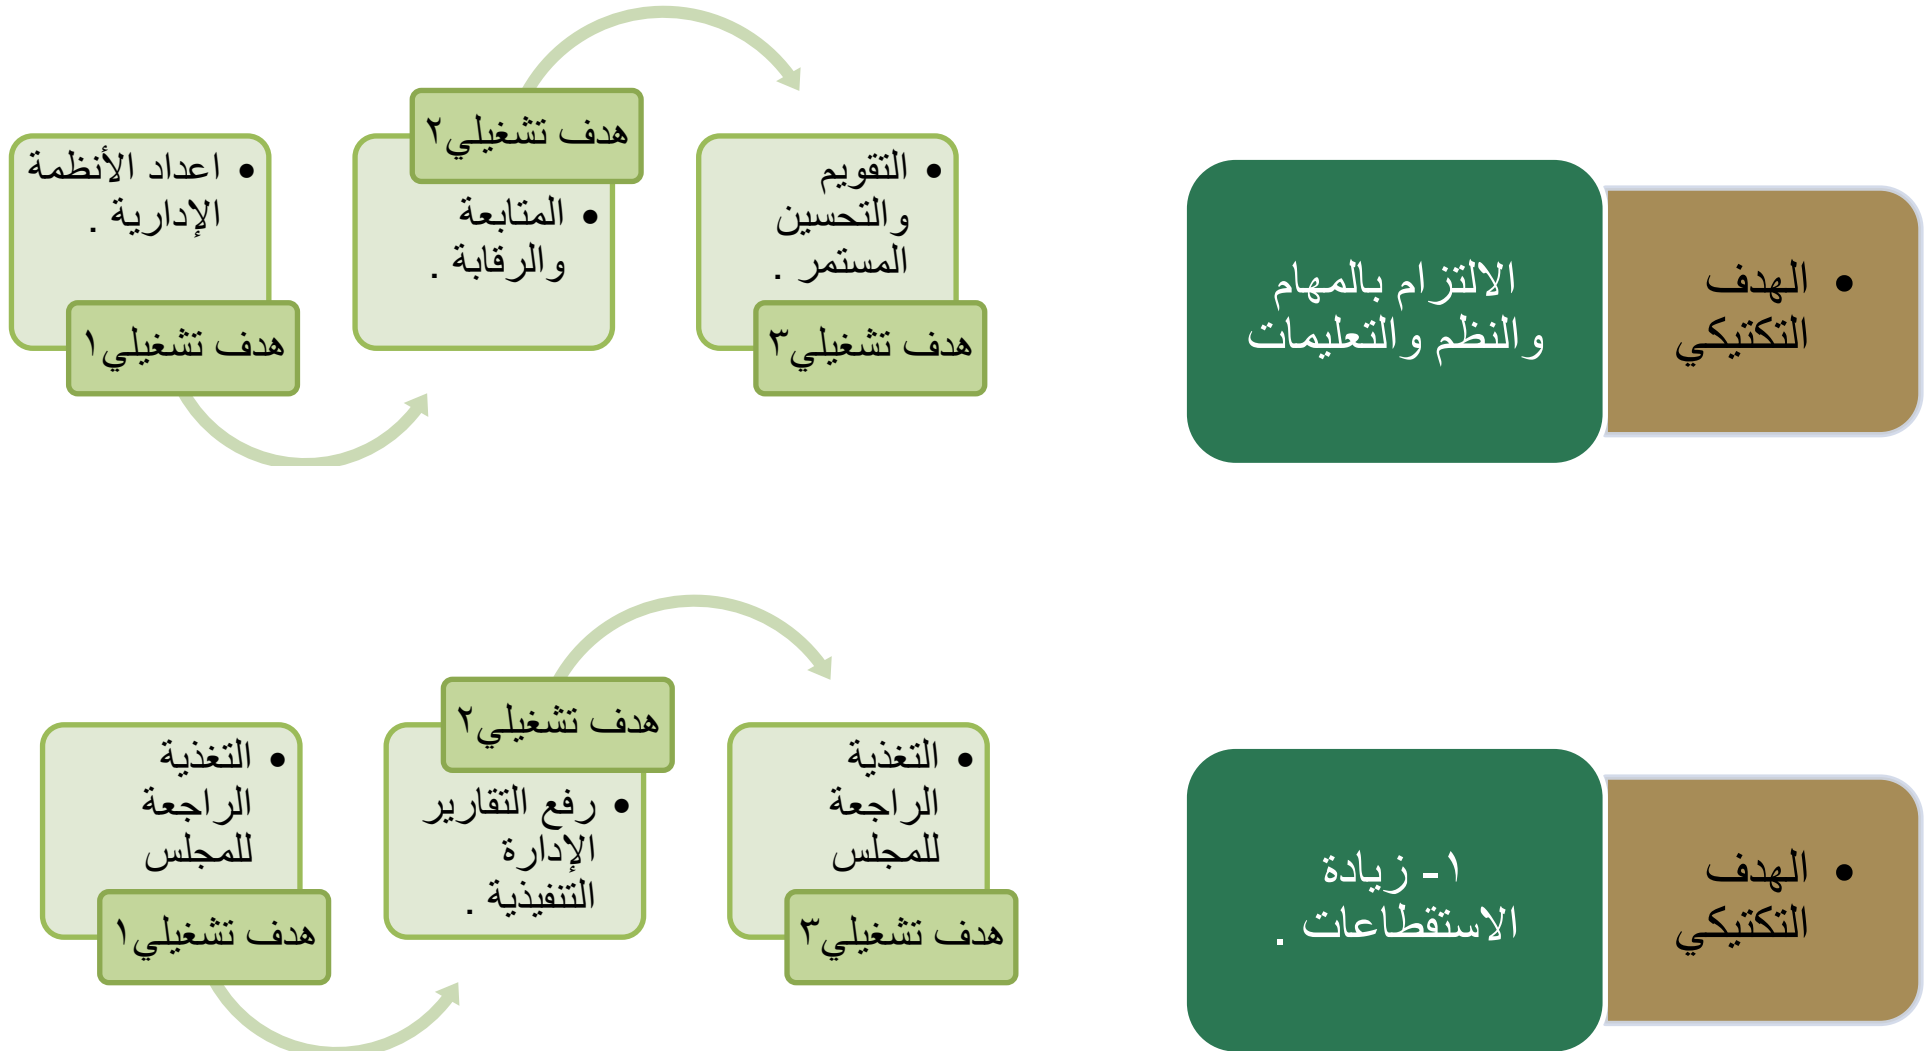 الهدف
التكتيكي
الالتزام بالمهام
والنظم والتعليمات
هدف تشغيلي١
اعداد الأنظمة
الإدارية .
هدف تشغيلي٢
المتابعة
والرقابة .
هدف تشغيلي٣
التقويم
والتحسين
المستمر .
الهدف
التكتيكي
١- زيادة
الاستقطاعات .
هدف تشغيلي١
التغذية
الراجعة
للمجلس
هدف تشغيلي٢
رفع التقارير
الإدارة
التنفيذية .
هدف تشغيلي٣
التغذية
الراجعة
للمجلس